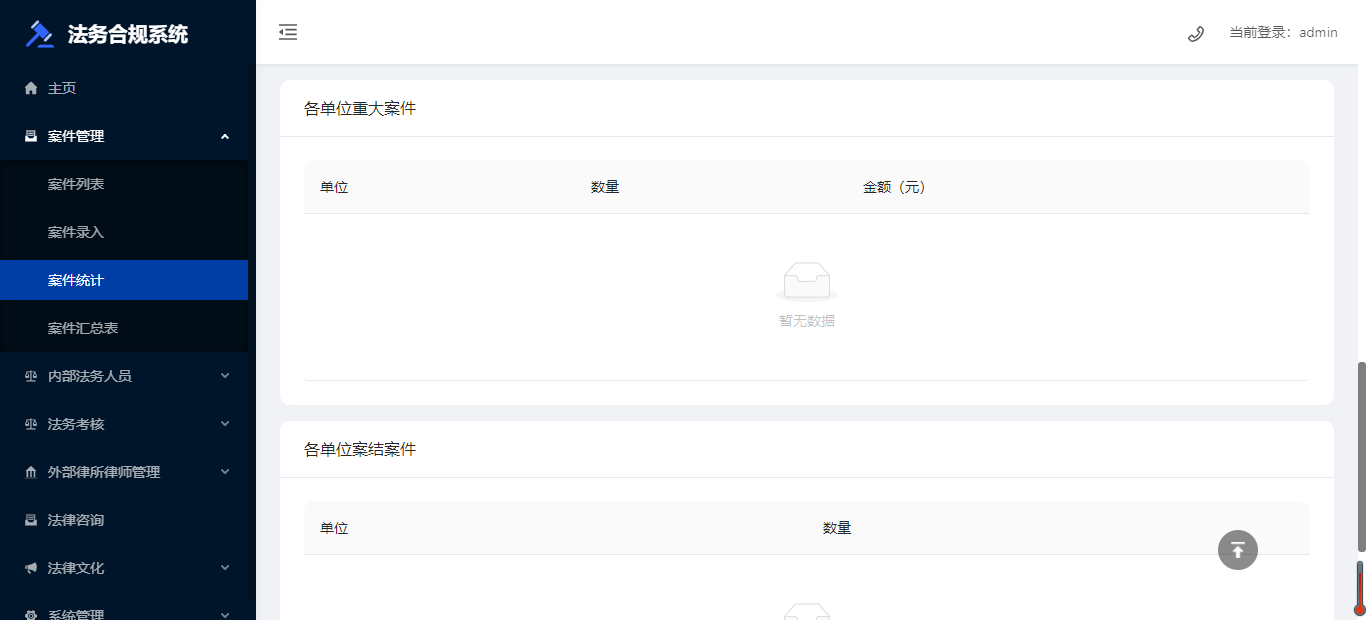 法务合规系统
当前登录：admin
主页
案件管理
案件列表
案件录入
案件统计
案件汇总表
内部法务人员
法务考核
外部律所律师管理
法律咨询
法律文化
系统管理
各单位重大案件
单位 数量 金额（元）
暂无数据
各单位案结案件
单位 数量